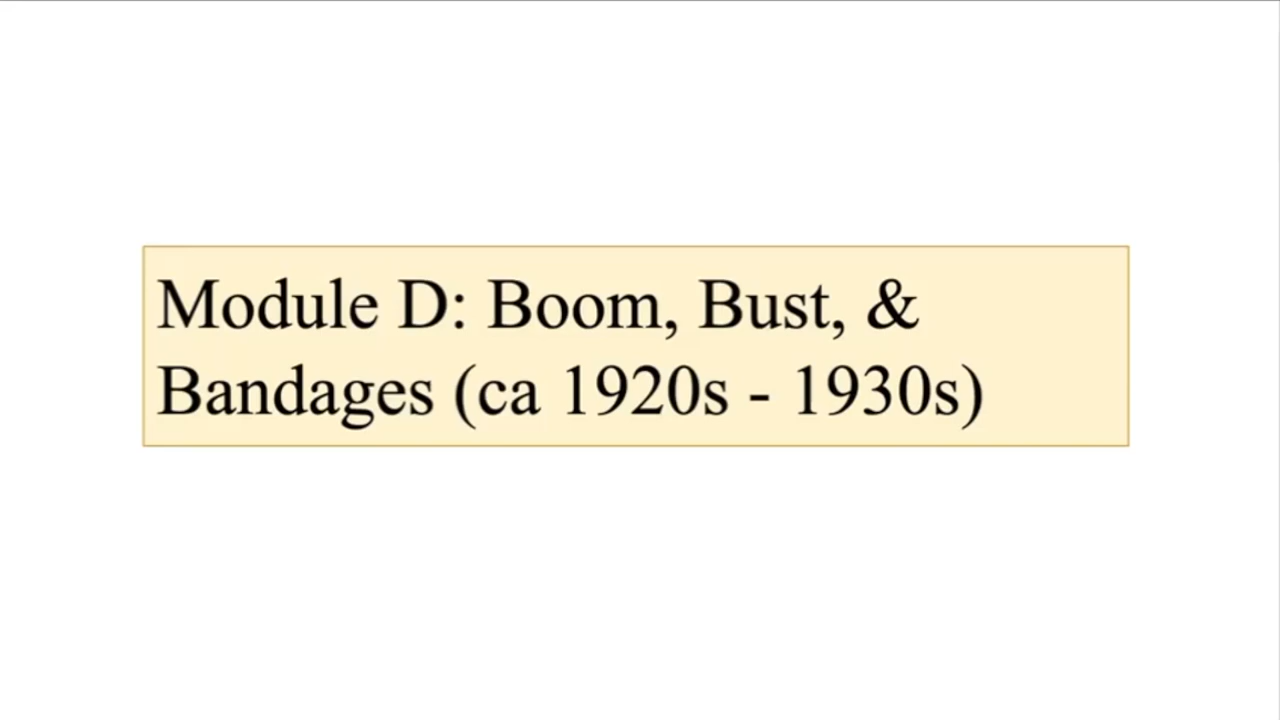 Module D: Boom, Bust, &
Bandages (ca 1920s - 1930s)